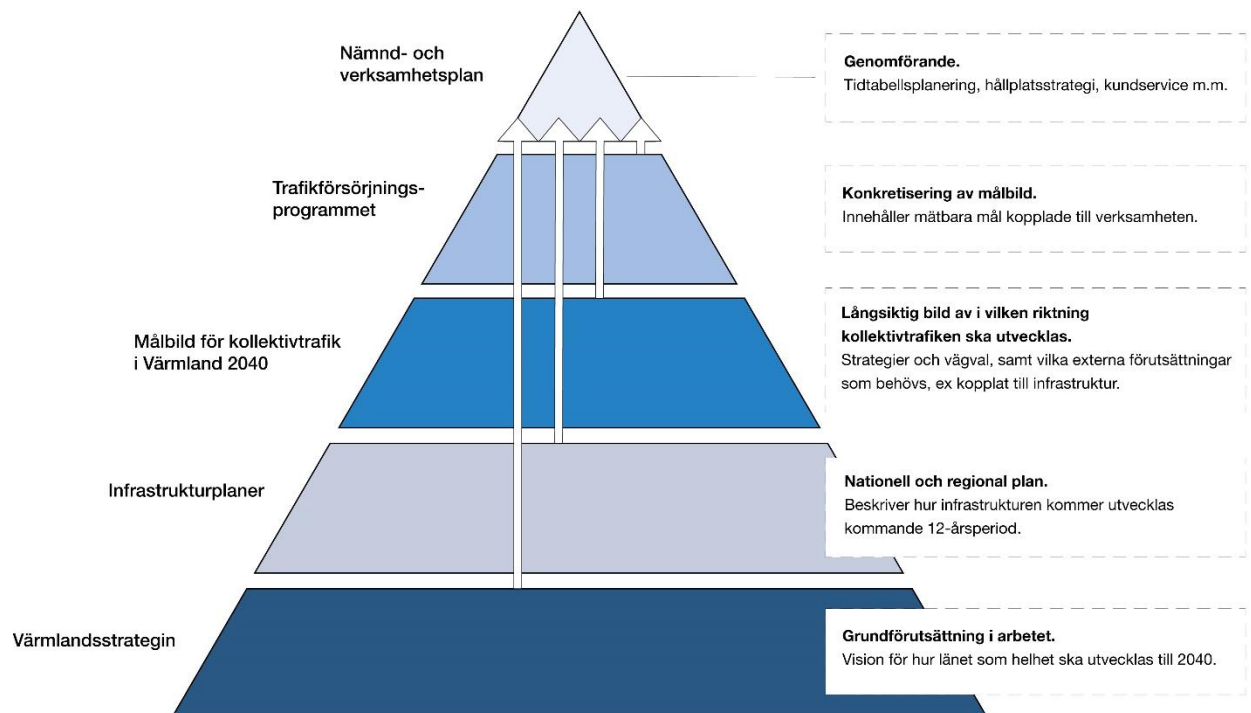 Nämnd- och
verksamhetsplan
Genomförande.
Tidtabellsplanering, hållplatsstrategi, kundservice m.m.
Trafikförsörjnings-
programmet
Konkretisering av målbild.
Innehåller mätbara mål kopplade till verksamheten.
Målbild för kollektivtrafik
i Värmland 2040
Långsiktig bild av i vilken riktning
kollektivtrafiken ska utvecklas.
Strategier och vägval, samt vilka externa förutsättningar
som behövs, ex kopplat till infrastruktur.
Infrastrukturplaner
Nationell och regional plan.
Beskriver hur infrastrukturen kommer utvecklas
kommande 12-årsperiod.
Värmlandsstrategin
Grundförutsättning i arbetet.
Vision för hur länet som helhet ska utvecklas till 2040.